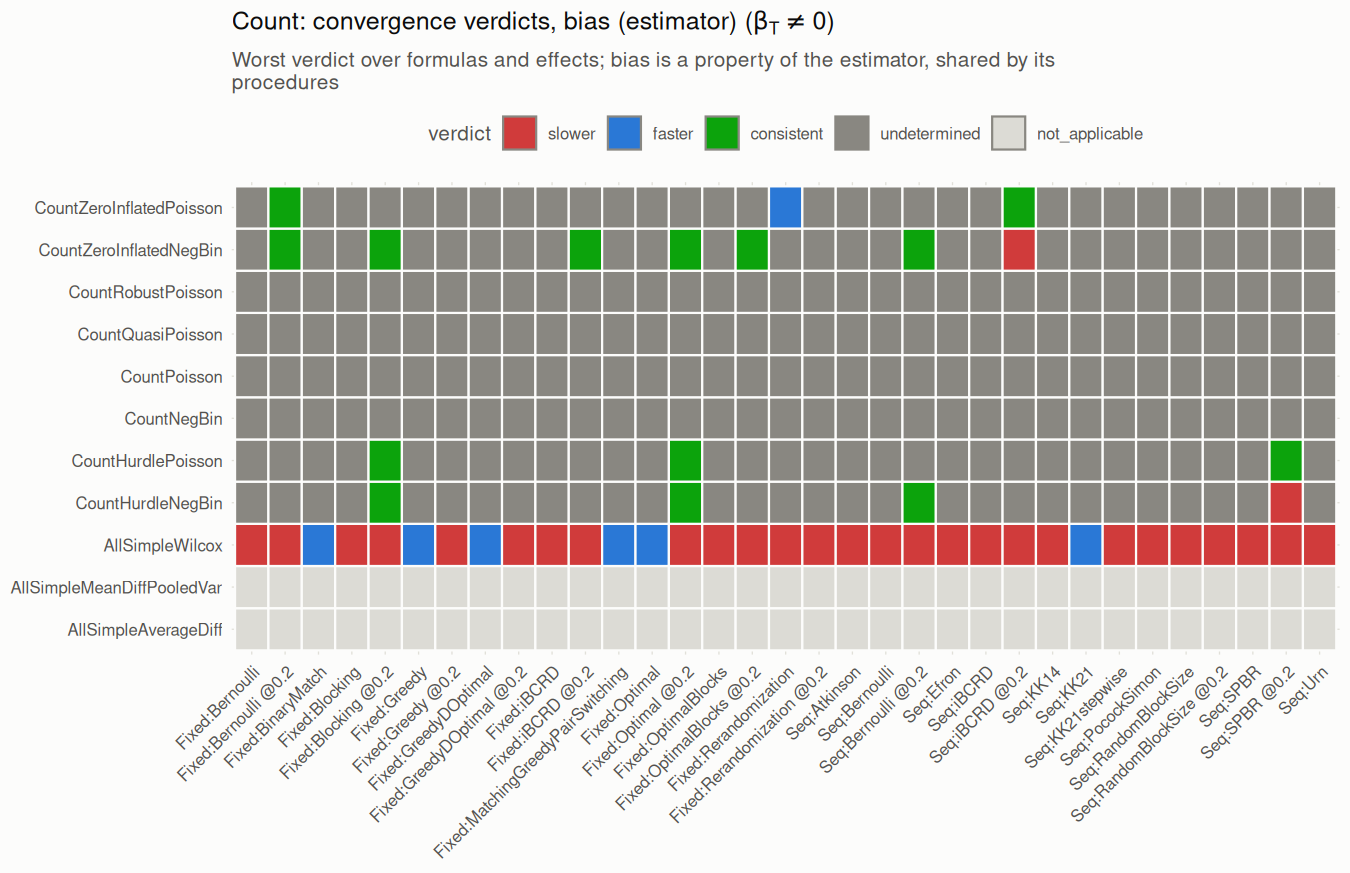 Count: convergence verdicts, bias (estimator) (βT ≠ 0)
Worst verdict over formulas and effects; bias is a property of the estimator, shared by its
procedures
verdict slower faster consistent undetermined not_applicable
CountZeroInflatedPoisson
CountZeroInflatedNegBin
CountRobustPoisson
CountQuasiPoisson
CountPoisson
CountNegBin
CountHurdlePoisson
CountHurdleNegBin
AllSimpleWilcox
AllSimpleMeanDiffPooledVar
AllSimpleAverageDiff
Fixed:Bernoulli
Fixed:Bernoulli @0.2
Fixed:BinaryMatch
Fixed:Blocking
Fixed:Blocking @0.2
Fixed:Greedy
Fixed:Greedy @0.2
Fixed:GreedyDOptimal
Fixed:GreedyDOptimal @0.2
Fixed:iBCRD
Fixed:iBCRD @0.2
Fixed:MatchingGreedyPairSwitching
Fixed:Optimal
Fixed:Optimal @0.2
Fixed:OptimalBlocks
Fixed:OptimalBlocks @0.2
Fixed:Rerandomization
Fixed:Rerandomization @0.2
Seq:Atkinson
Seq:Bernoulli
Seq:Bernoulli @0.2
Seq:Efron
Seq:iBCRD
Seq:iBCRD @0.2
Seq:KK14
Seq:KK21
Seq:KK21stepwise
Seq:PocockSimon
Seq:RandomBlockSize
Seq:RandomBlockSize @0.2
Seq:SPBR
Seq:SPBR @0.2
Seq:Urn